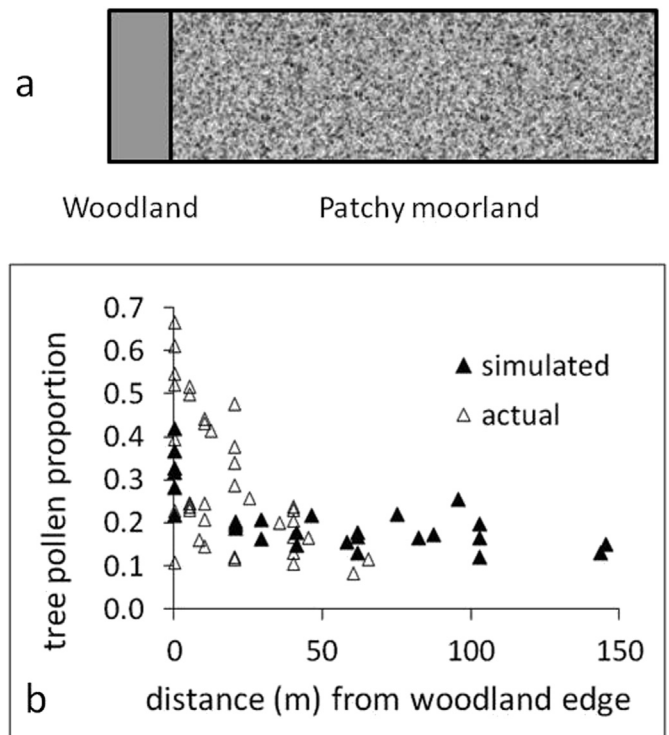 a
Woodland
Patchy moorland
tree pollen proportion
0.7
0.6
0.5
0.4
0.3
0.2
0.1
0.0
simulated
actual
0
50
100
150
distance (m) from woodland edge
b